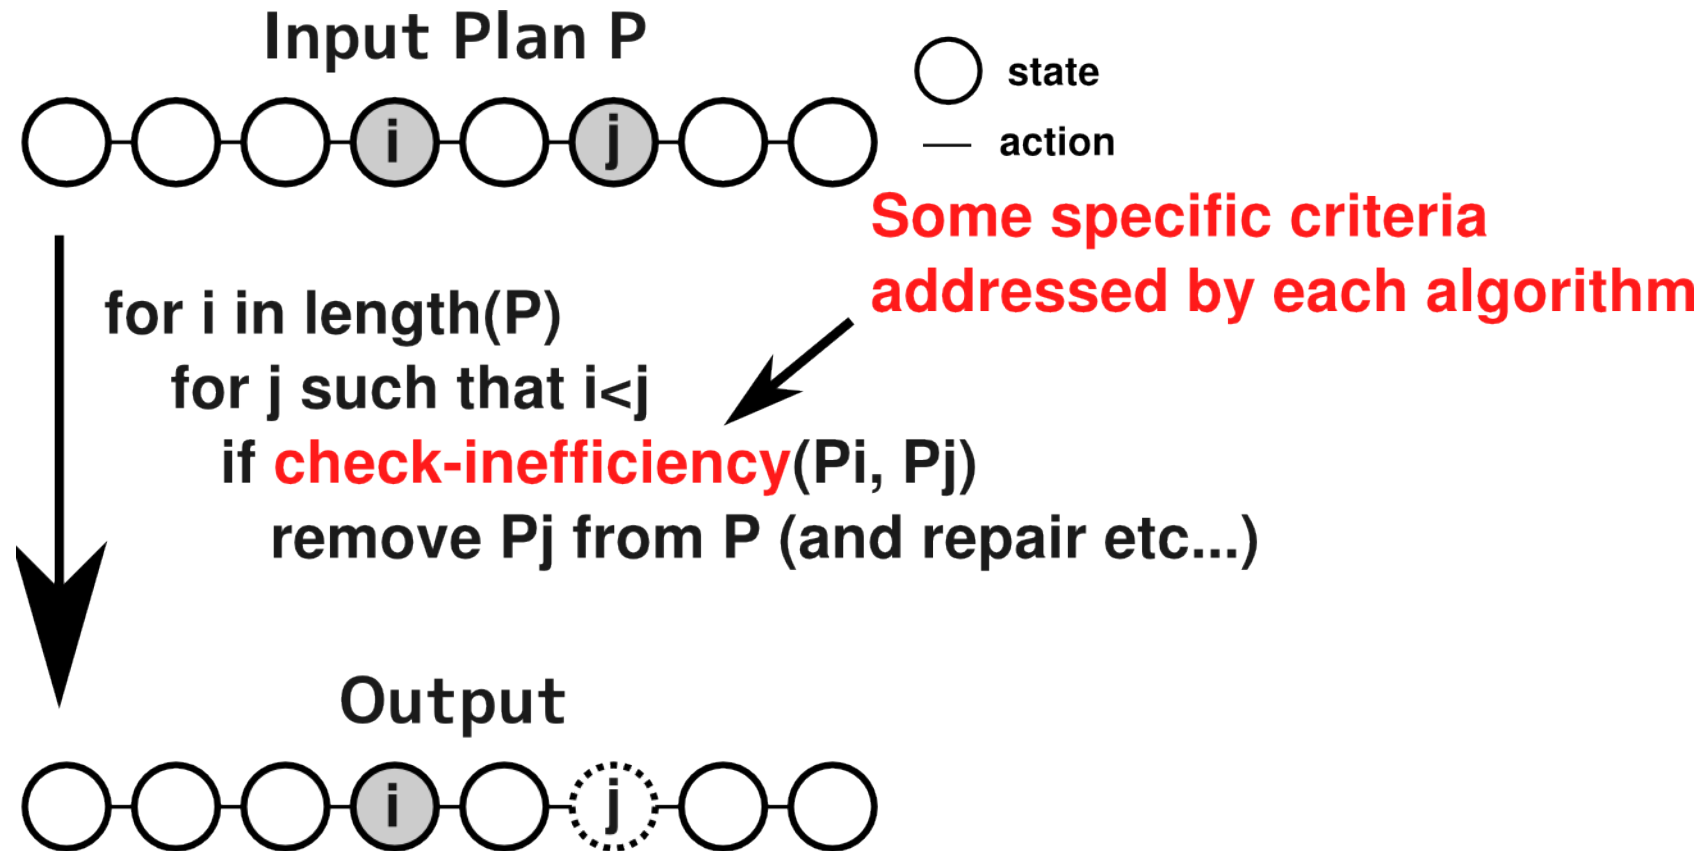 Input Plan P
state
i
j
action
Some specific criteria
addressed by each algorithm
for i in length(P)
for j such that i<j
if check-inefficiency(Pi, Pj)
remove Pj from P (and repair etc...)
Output
i
j